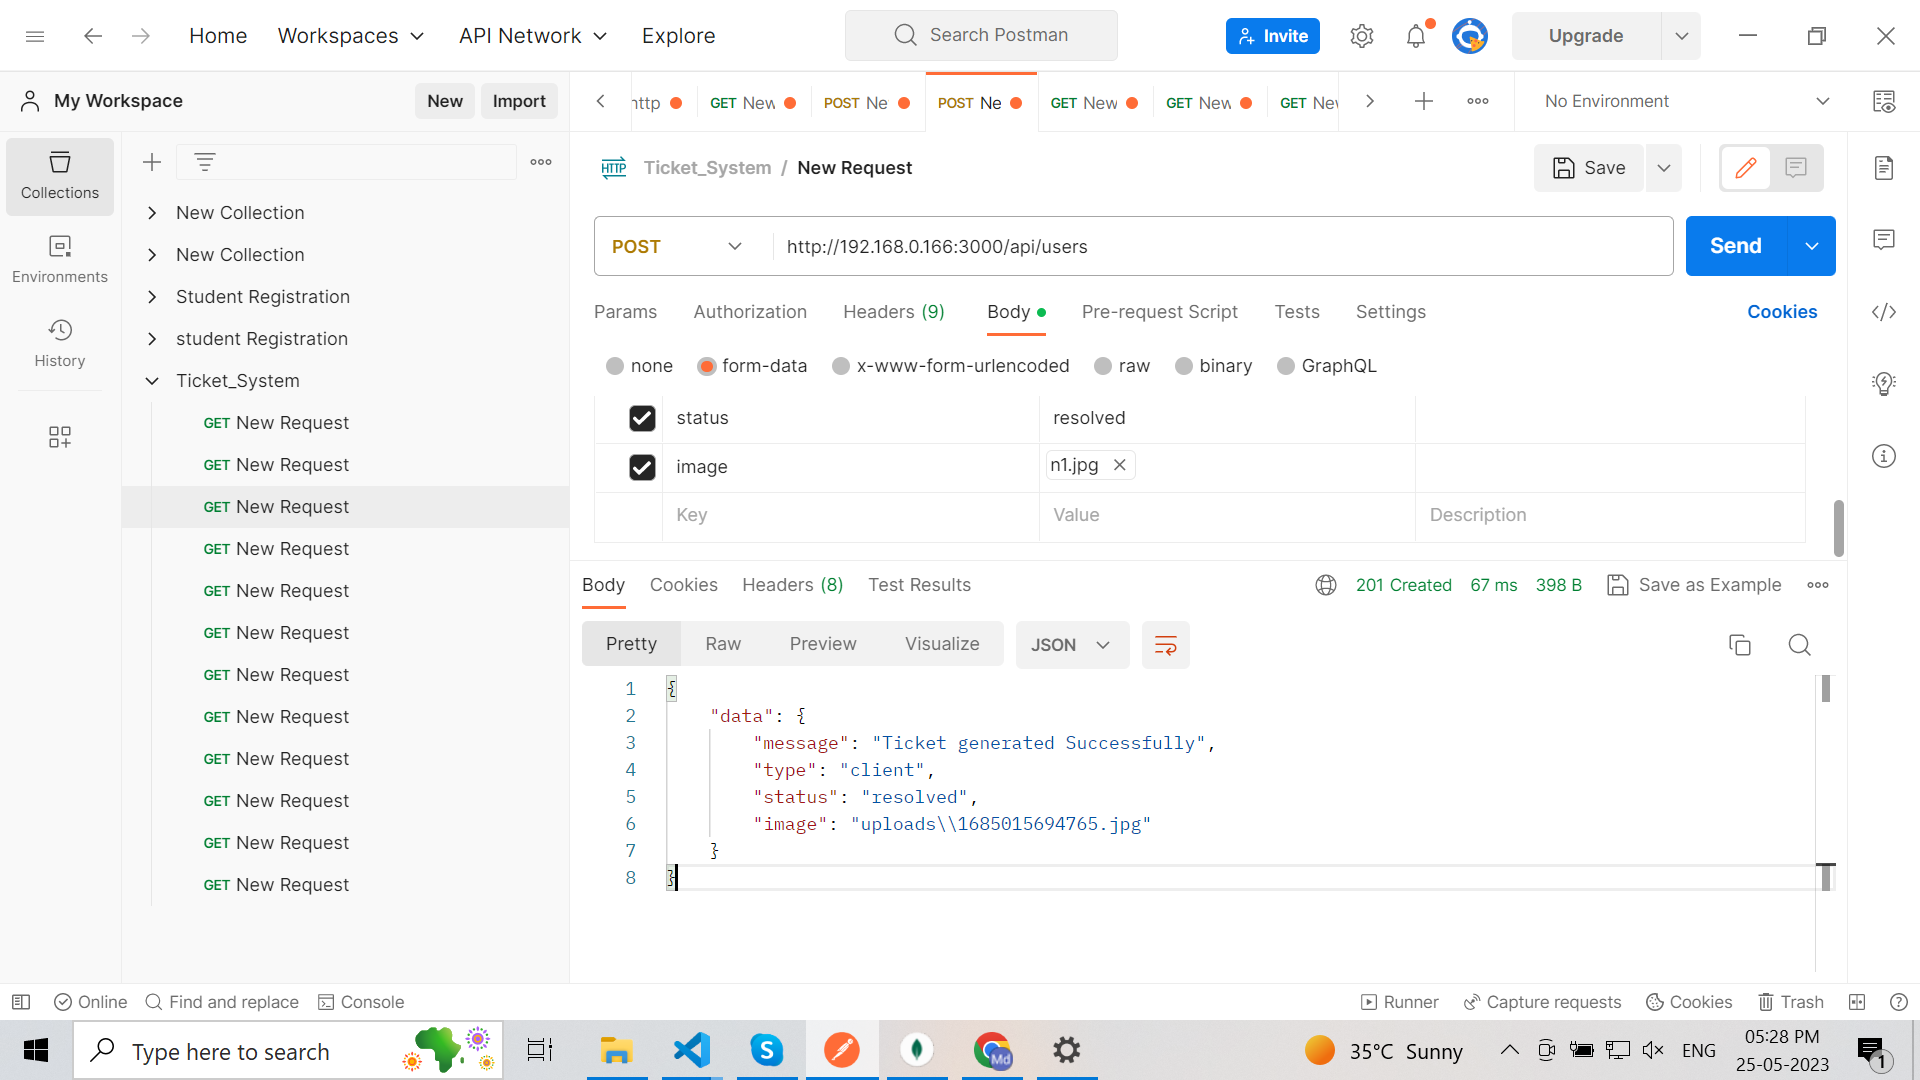 Home
Workspaces
API Network
Explore
Search Postman
Invite
Upgrade
My Workspace
New
Import
http
GET New
POST Ne
POST Ne
GET New
GET New
GET Nev
No Environment
Collections
Environments
History
New Collection
New Collection
Student Registration
student Registration
Ticket_System
GET New Request
GET New Request
GET New Request
GET New Request
GET New Request
GET New Request
GET New Request
GET New Request
GET New Request
GET New Request
GET New Request
GET New Request
HTTP Ticket_System / New Request
Save
POST
http://192.168.0.166:3000/api/users
Send
Params
Authorization
Headers (9)
Body
Pre-request Script
Tests
Settings
Cookies
none
form-data
x-www-form-urlencoded
raw
binary
GraphQL
status
resolved
image
n1.jpg
Key
Value
Description
Body
Cookies
Headers (8)
Test Results
201 Created
67 ms
398 B
Save as Example
Pretty
Raw
Preview
Visualize
JSON
1 {
2 "data": {
3 "message": "Ticket generated Successfully",
4 "type": "client",
5 "status": "resolved",
6 "image": "uploads\\1685015694765.jpg"
7 }
8 }
Online
Find and replace
Console
Runner
Capture requests
Cookies
Trash
Type here to search
Md
35°C Sunny
ENG
05:28 PM
25-05-2023
1